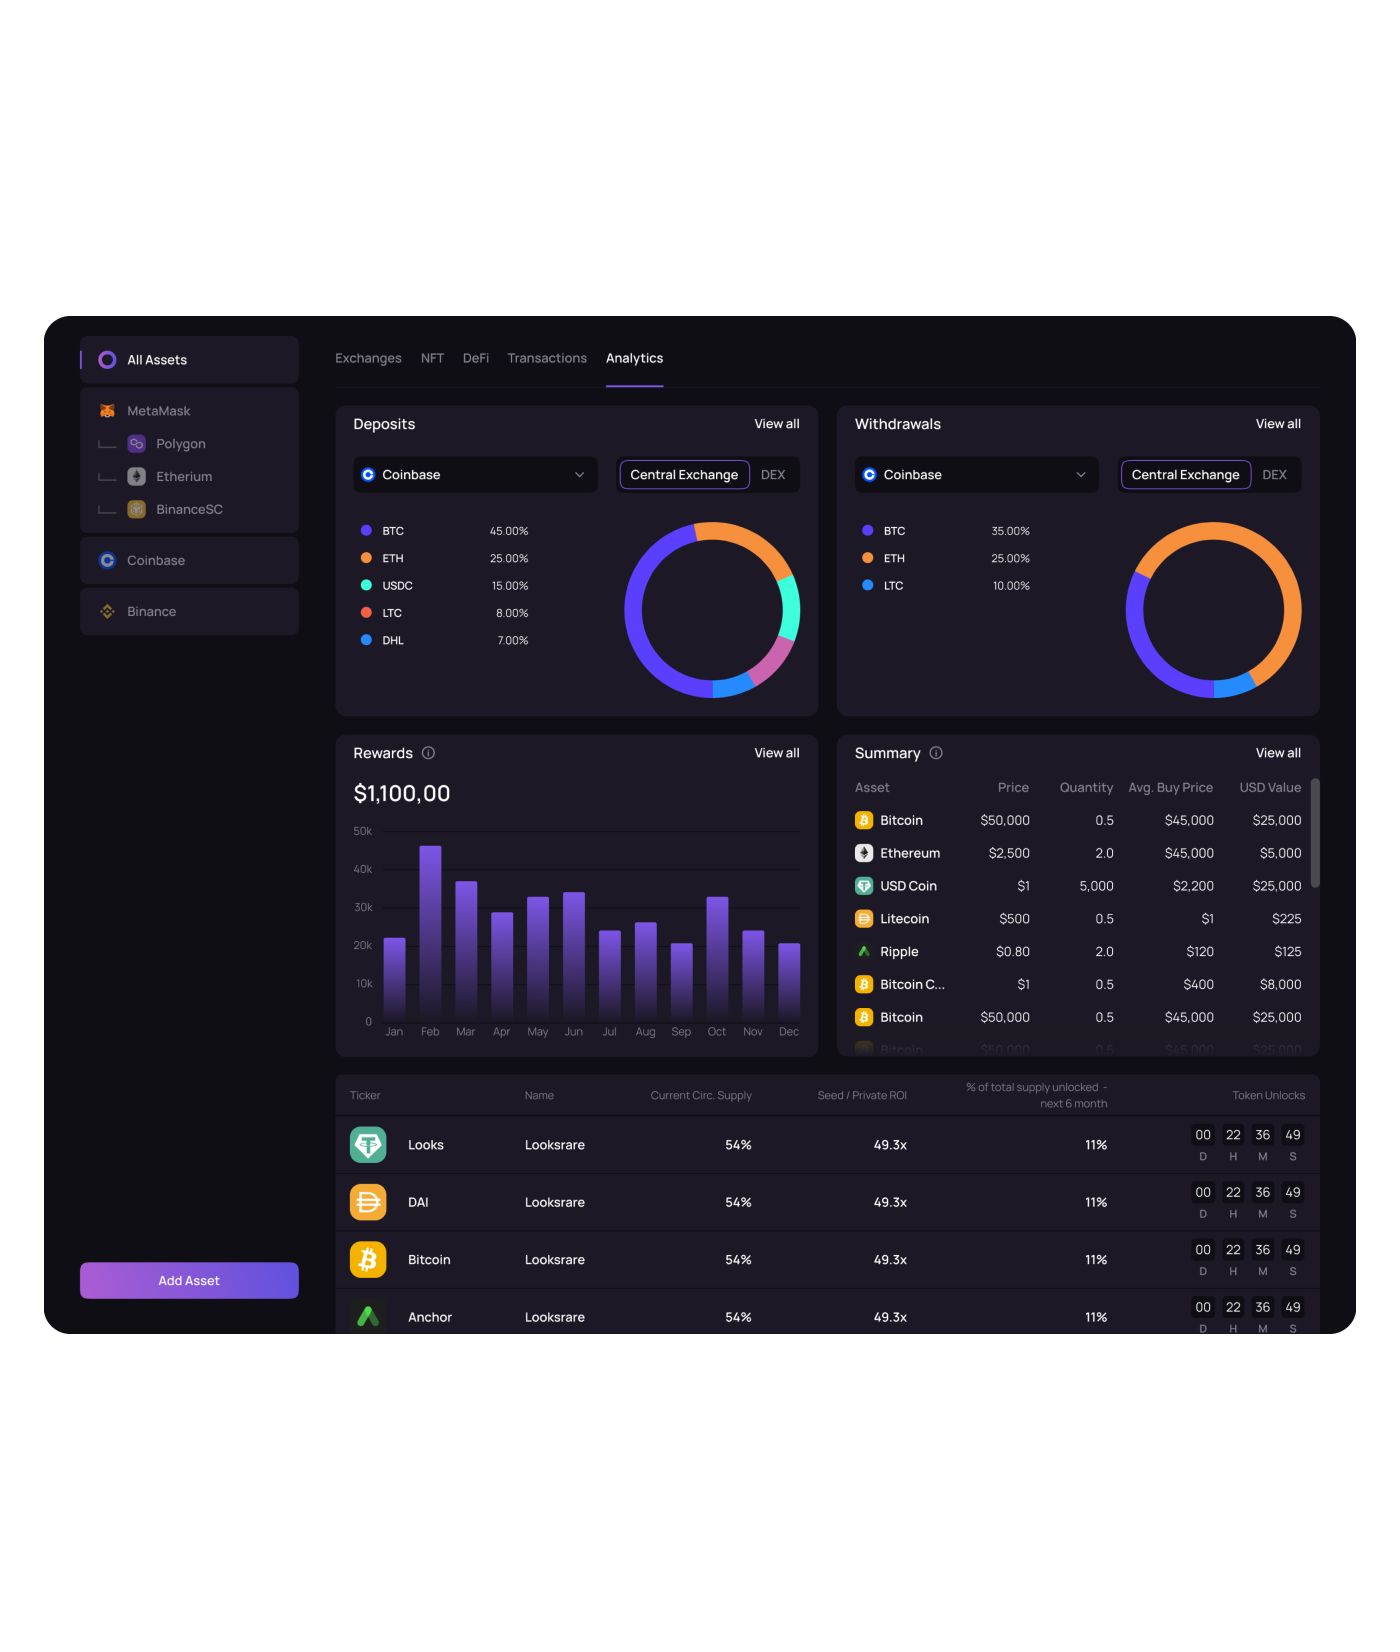 All Assets
MetaMask
Polygon
Etherium
BinanceSC
Coinbase
Binance
Add Asset
Exchanges NFT DeFi Transactions Analytics
Deposits View all
Coinbase Central Exchange DEX
BTC 45.00%
ETH 25.00%
USDC 15.00%
LTC 8.00%
DHL 7.00%
Withdrawals View all
Coinbase Central Exchange DEX
BTC 35.00%
ETH 25.00%
LTC 10.00%
Rewards View all
$1,100,00
50k
40k
30k
20k
10k
0
Jan Feb Mar Apr May Jun Jul Aug Sep Oct Nov Dec
Summary View all
Asset Price Quantity Avg. Buy Price USD Value
Bitcoin $50,000 0.5 $45,000 $25,000
Ethereum $2,500 2.0 $45,000 $5,000
USD Coin $1 5,000 $2,200 $25,000
Litecoin $500 0.5 $1 $225
Ripple $0.80 2.0 $120 $125
Bitcoin C... $1 0.5 $400 $8,000
Bitcoin $50,000 0.5 $45,000 $25,000
Bitcoin $50,000 0.5 $45,000 $25,000
Ticker Name Current Circ. Supply Seed / Private ROI % of total supply unlocked -
next 6 month Token Unlocks
Looks Looksrare 54% 49.3x 11% 00 22 36 49
D H M S
DAI Looksrare 54% 49.3x 11% 00 22 36 49
D H M S
Bitcoin Looksrare 54% 49.3x 11% 00 22 36 49
D H M S
Anchor Looksrare 54% 49.3x 11% 00 22 36 49
D H M S